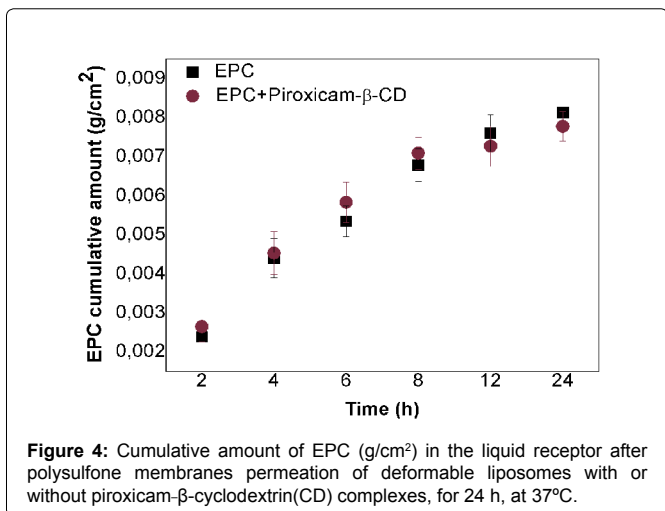 0,009
0,008
0,007
0,006
0,005
0,004
0,003
0,002
EPC cumulative amount (g/cm²)
EPC
EPC+Piroxicam-β-CD
2 4 6 8 12 24
Time (h)
Figure 4: Cumulative amount of EPC (g/cm²) in the liquid receptor after
polysulfone membranes permeation of deformable liposomes with or
without piroxicam-β-cyclodextrin(CD) complexes, for 24 h, at 37ºC.